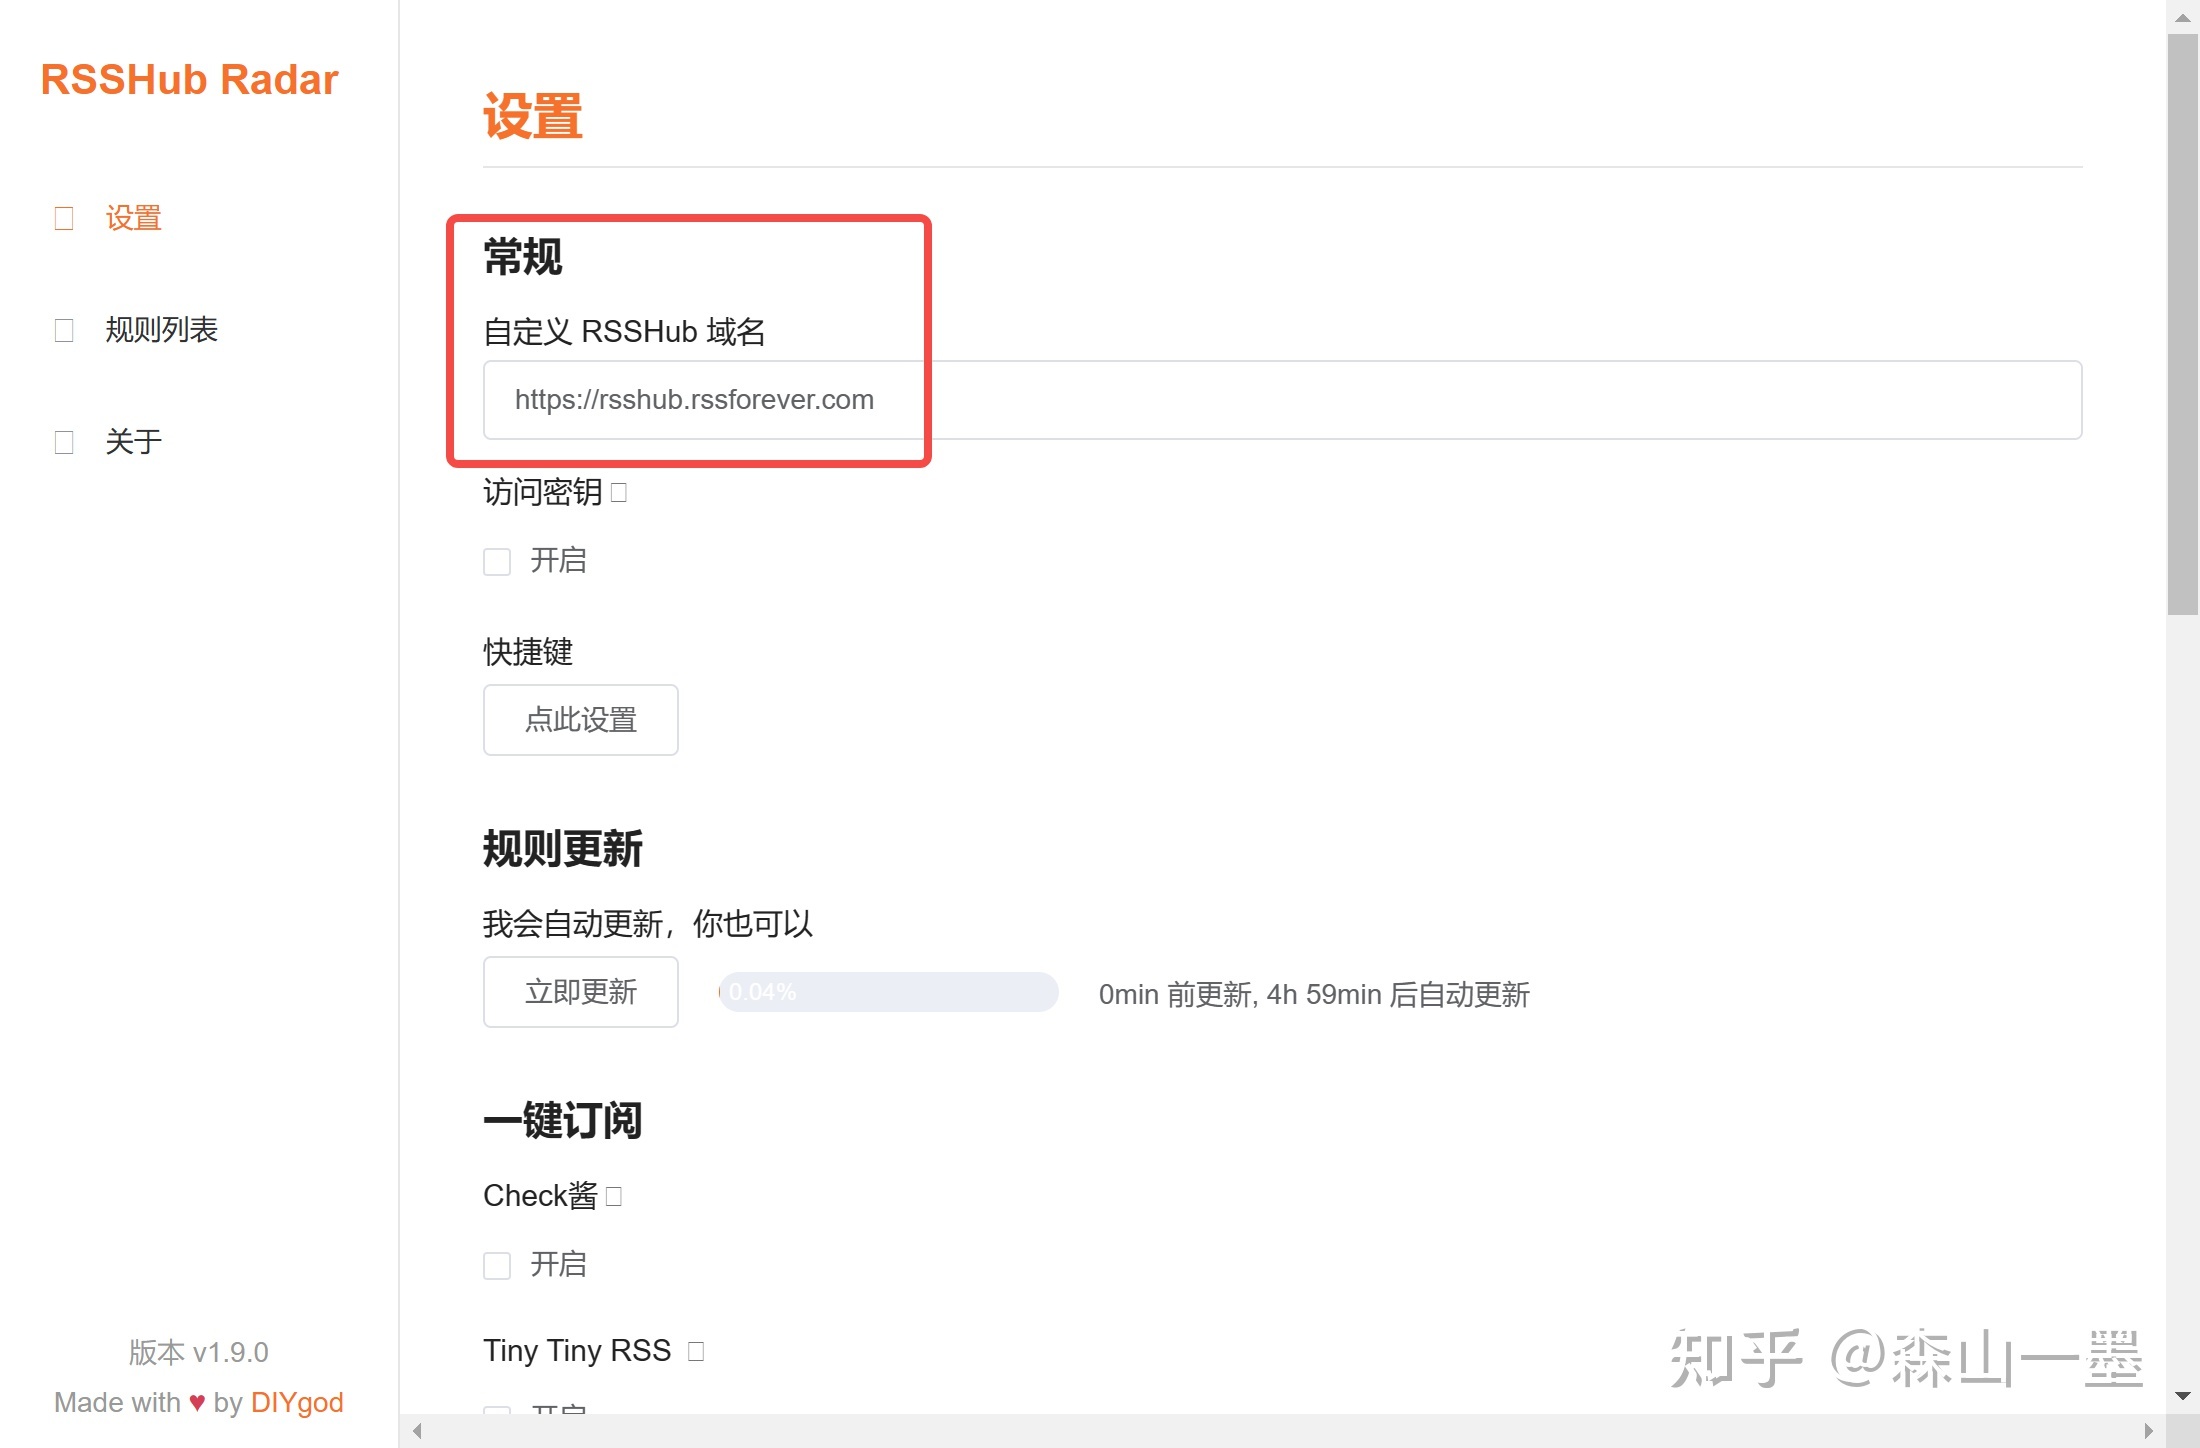 RSSHub Radar
设置
规则列表
关于
版本 v1.9.0
Made with ♥ by DIYgod
设置
常规
自定义 RSSHub 域名
https://rsshub.rssforever.com
访问密钥
开启
快捷键
点此设置
规则更新
我会自动更新，你也可以
立即更新
0.04%
0min 前更新, 4h 59min 后自动更新
一键订阅
Check酱
开启
Tiny Tiny RSS
开启
知乎 @森山一墨